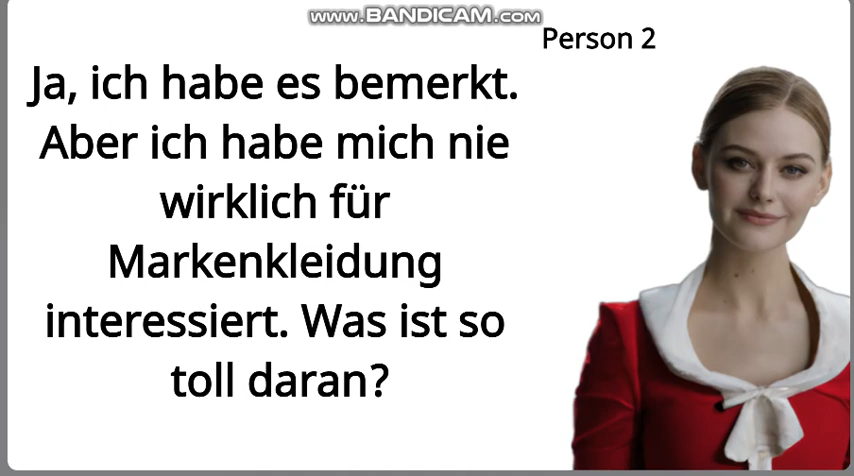 www.BANDICAM.com
Person 2
Ja, ich habe es bemerkt.
Aber ich habe mich nie
wirklich für
Markenkleidung
interessiert. Was ist so
toll daran?